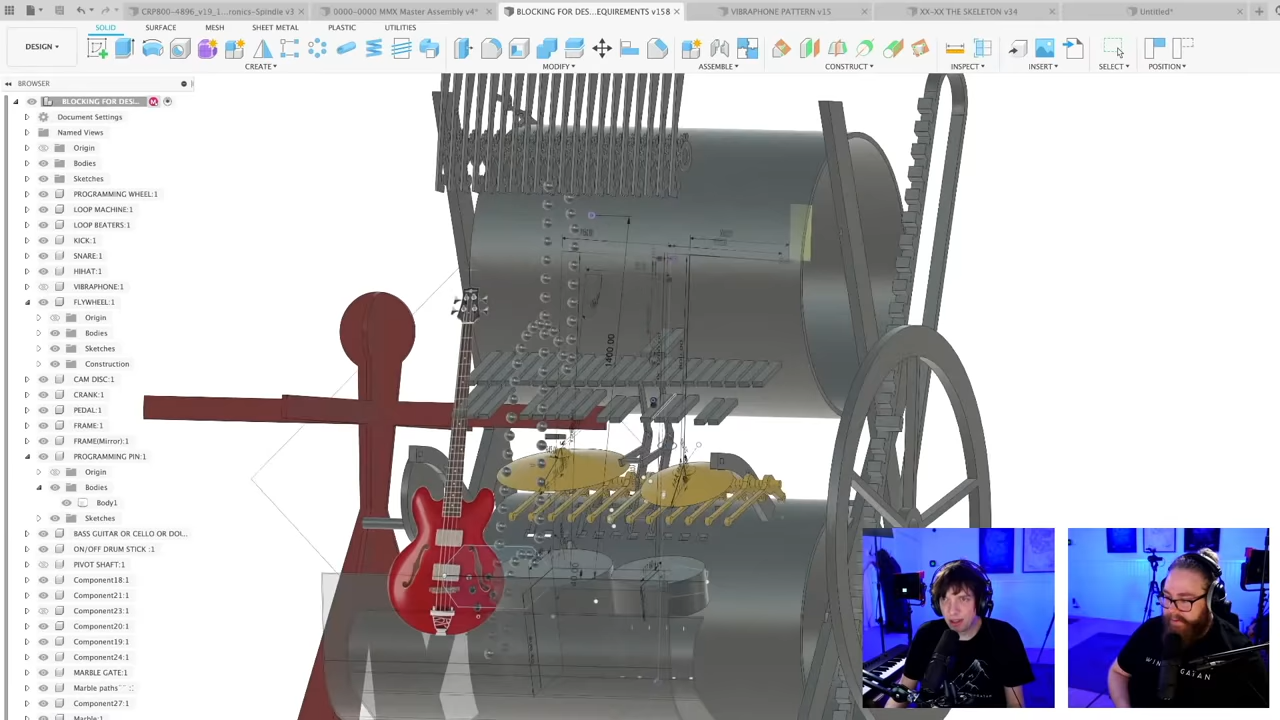 CRP800-4896_v19_1...ronics-Spindle v3
0000-0000 MMX Master Assembly v4*
BLOCKING FOR DES...EQUIREMENTS v158
VIBRAPHONE PATTERN v15
XX-XX THE SKELETON v34
Untitled*
SOLID
SURFACE
MESH
SHEET METAL
PLASTIC
UTILITIES
DESIGN
CREATE
MODIFY
ASSEMBLE
CONSTRUCT
INSPECT
INSERT
SELECT
POSITION
BROWSER
BLOCKING FOR DES...
M
Document Settings
Named Views
Origin
Bodies
Sketches
PROGRAMMING WHEEL:1
LOOP MACHINE:1
LOOP BEATERS:1
KICK:1
SNARE:1
HIHAT:1
VIBRAPHONE:1
FLYWHEEL:1
Origin
Bodies
Sketches
Construction
CAM DISC:1
CRANK:1
PEDAL:1
FRAME:1
FRAME(Mirror):1
PROGRAMMING PIN:1
Origin
Bodies
Body1
Sketches
BASS GUITAR OR CELLO OR DOU...
ON/OFF DRUM STICK :1
PIVOT SHAFT:1
Component18:1
Component21:1
Component23:1
Component20:1
Component19:1
Component24:1
MARBLE GATE:1
Marble paths
Component27:1
Marble:1
1400.00